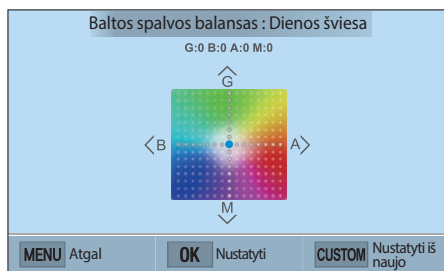 Baltos spalvos balansas : Dienos šviesa
G:0 B:0 A:0 M:0
G
B
A
M
MENU Atgal
OK Nustatyti
CUSTOM Nustatyti iš
naujo